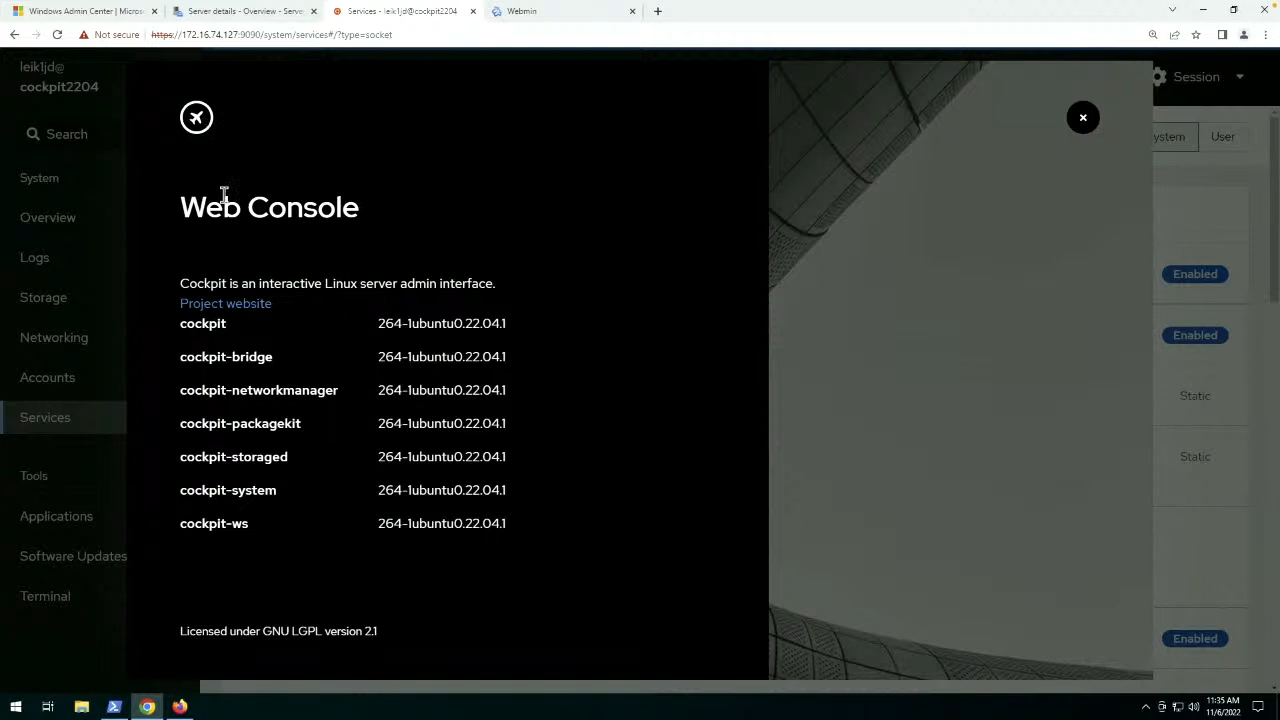 Windows Admin Center | Micros
Server details - Overview - Serve
Services - leik1jd@cockpit2204
Webmin
Not secure
https://172.16.74.127:9090/system/services#/?type=socket
leik1jd@
cockpit2204
Session
Search
ystem
User
System
Overview
Logs
Storage
Networking
Accounts
Services
Tools
Applications
Software Updates
Terminal
Web Console
Cockpit is an interactive Linux server admin interface.
Project website
cockpit 264-1ubuntu0.22.04.1
cockpit-bridge 264-1ubuntu0.22.04.1
cockpit-networkmanager 264-1ubuntu0.22.04.1
cockpit-packagekit 264-1ubuntu0.22.04.1
cockpit-storaged 264-1ubuntu0.22.04.1
cockpit-system 264-1ubuntu0.22.04.1
cockpit-ws 264-1ubuntu0.22.04.1
Licensed under GNU LGPL version 2.1
Enabled
Enabled
Static
Static
Enabled
11:35 AM
11/6/2022